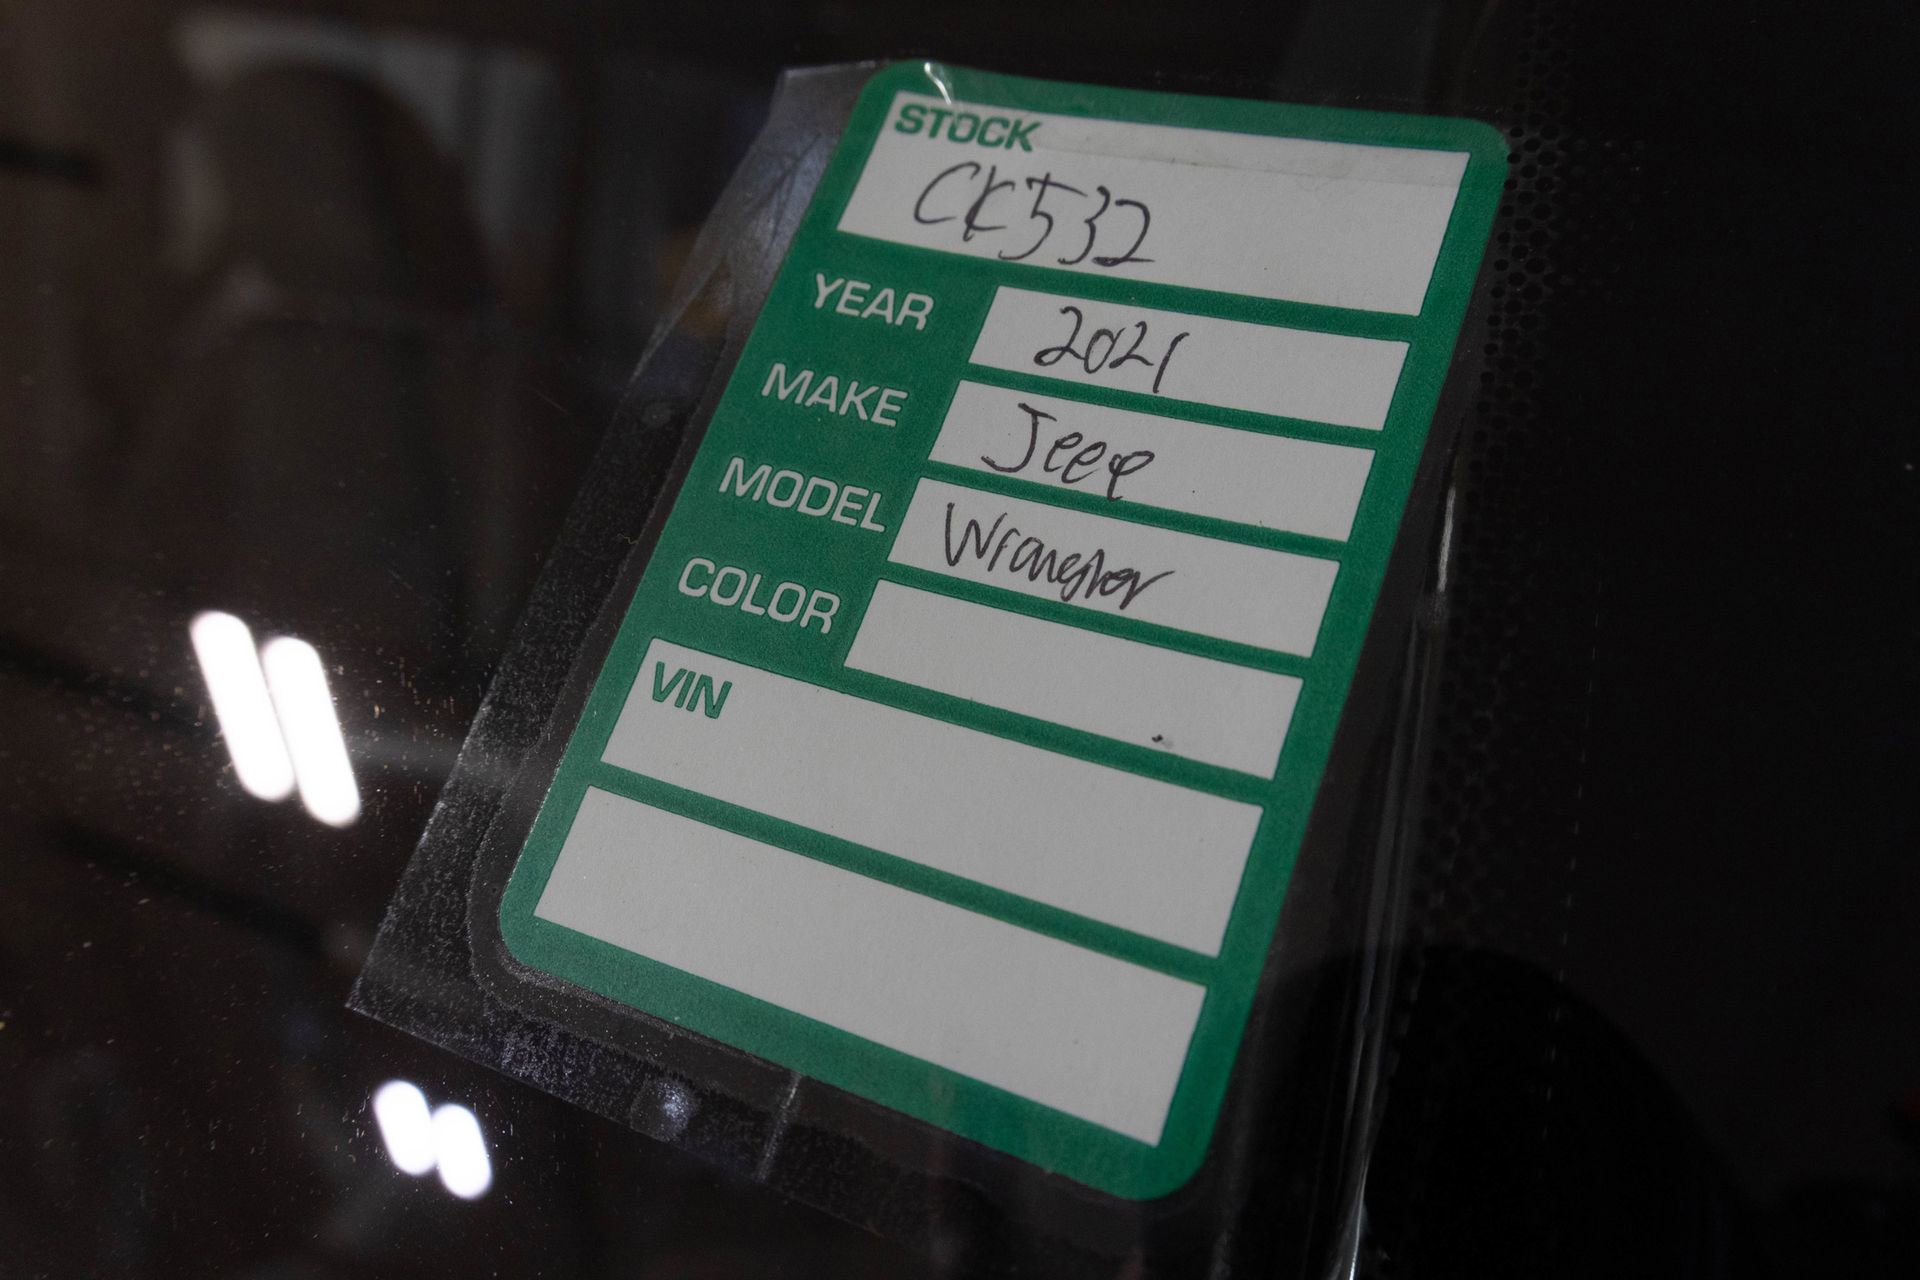 STOCK
CK532
YEAR 2021
MAKE Jeep
MODEL Wrangler
COLOR
VIN